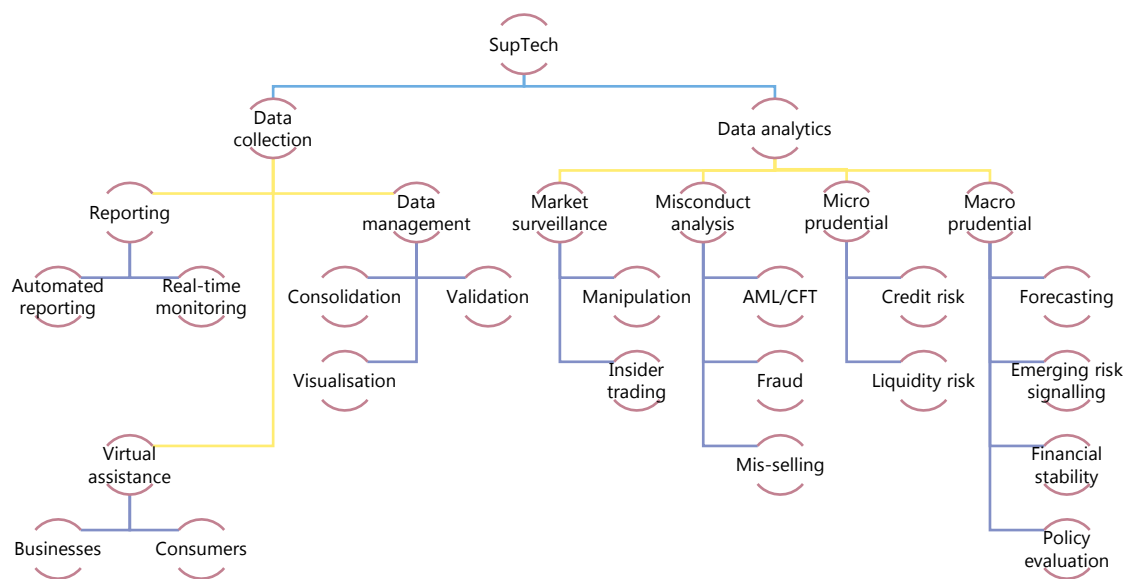 SupTech
Data
collection
Data analytics
Reporting
Data
management
Market
surveillance
Misconduct
analysis
Micro
prudential
Macro
prudential
Automated
reporting
Real-time
monitoring
Consolidation
Validation
Manipulation
AML/CFT
Credit risk
Forecasting
Visualisation
Insider
trading
Fraud
Liquidity risk
Emerging risk
signalling
Virtual
assistance
Mis-selling
Financial
stability
Businesses
Consumers
Policy
evaluation